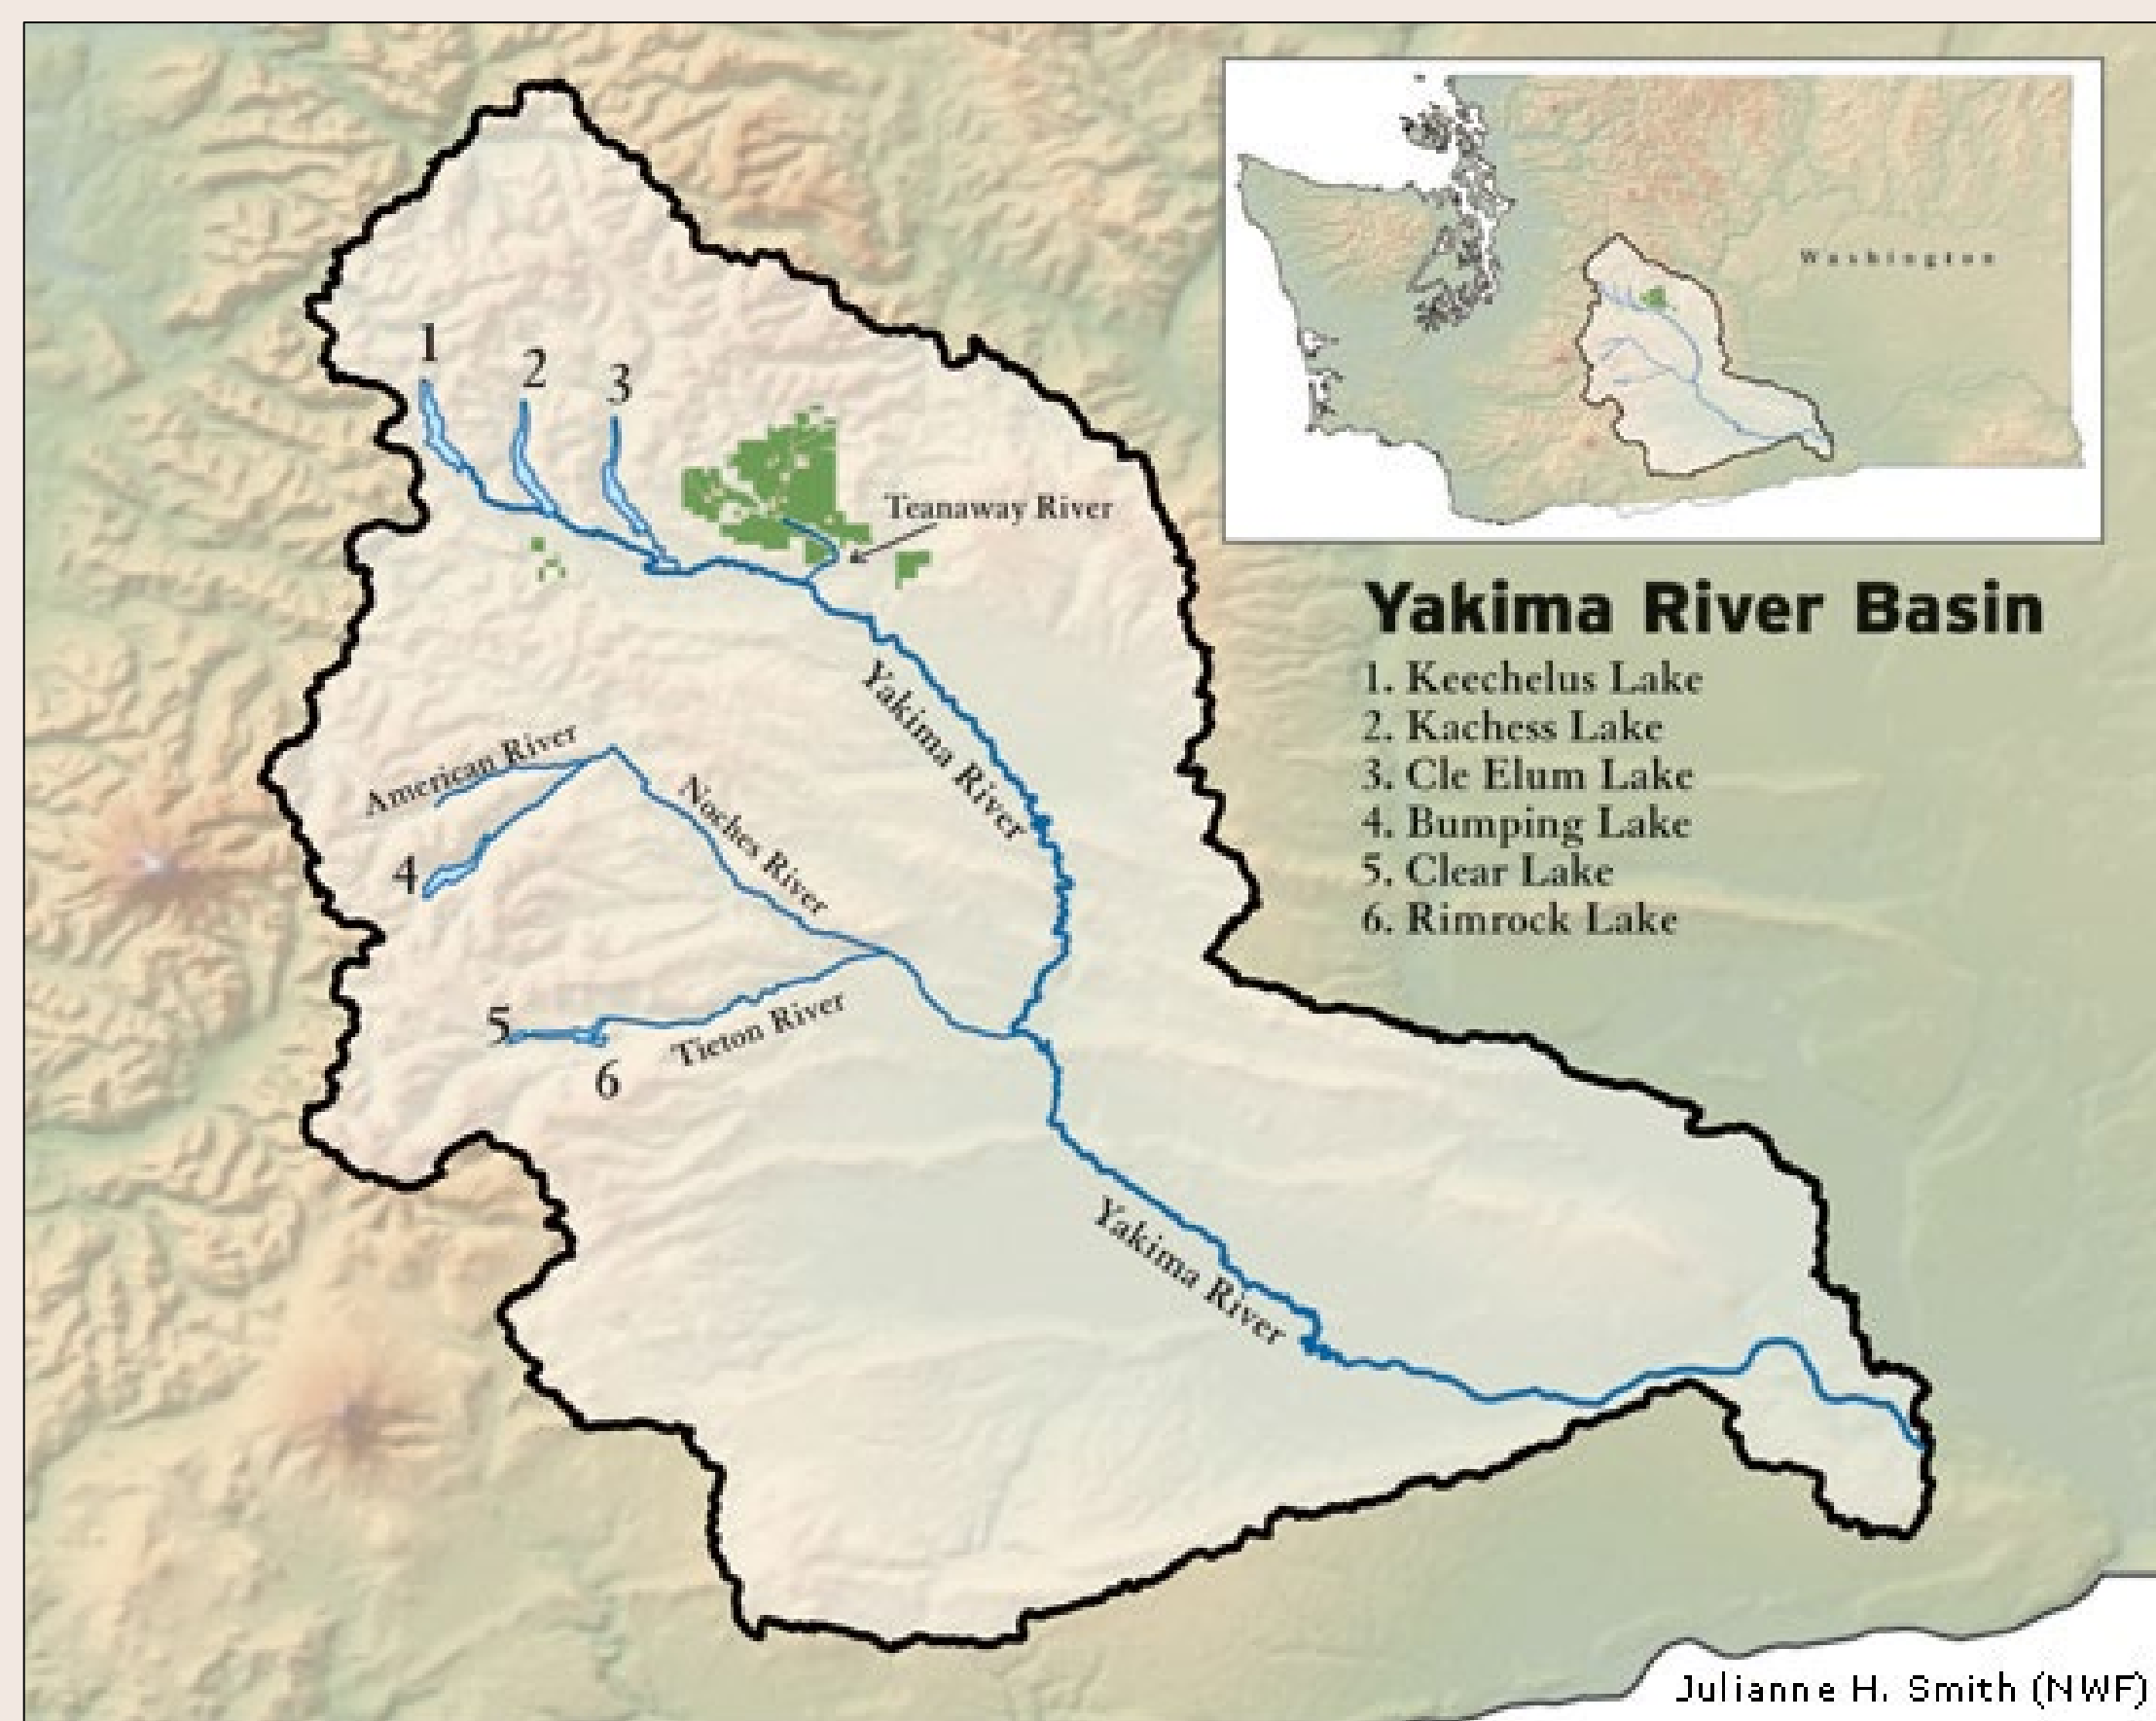 Washington
1
2
3
Teanaway River
Yakima River Basin
1. Keechelus Lake
2. Kachess Lake
3. Cle Elum Lake
4. Bumping Lake
5. Clear Lake
6. Rimrock Lake
Yakima River
American River
Noches River
4
5
6
Ticton River
Yakima River
Julianne H. Smith (NWF)